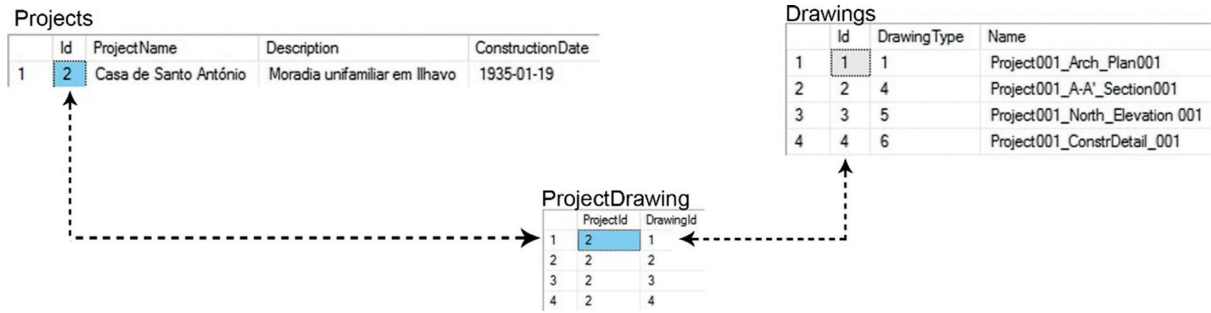 Projects
Id ProjectName Description ConstructionDate
1 2 Casa de Santo António Moradia unifamiliar em Ilhavo 1935-01-19
Drawings
Id DrawingType Name
1 1 1 Project001_Arch_Plan001
2 2 4 Project001_A-A'_Section001
3 3 5 Project001_North_Elevation 001
4 4 6 Project001_ConstrDetail_001
ProjectDrawing
ProjectId DrawingId
1 2 1
2 2 2
3 2 3
4 2 4